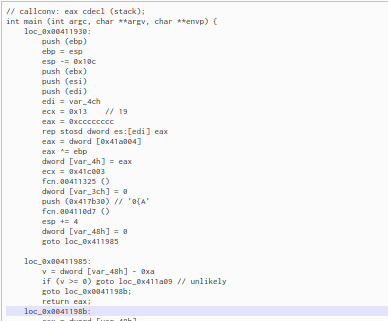 // callconv: eax cdecl (stack);
int main (int argc, char **argv, char **envp) {
loc_0x00411930:
push (ebp)
ebp = esp
esp -= 0x10c
push (ebx)
push (esi)
push (edi)
edi = var_4ch
ecx = 0x13 // 19
eax = 0xcccccccc
rep stosd dword es:[edi] eax
eax = dword [0x41a004]
eax ^= ebp
dword [var_4h] = eax
ecx = 0x41c003
fcn.00411325 ()
dword [var_3ch] = 0
push (0x417b30) // '0{A'
fcn.004110d7 ()
esp += 4
dword [var_48h] = 0
goto loc_0x411985
loc_0x00411985:
v = dword [var_48h] - 0xa
if (v >= 0) goto loc_0x411a09 // unlikely
goto loc_0x0041198b;
return eax;
loc_0x0041198b: